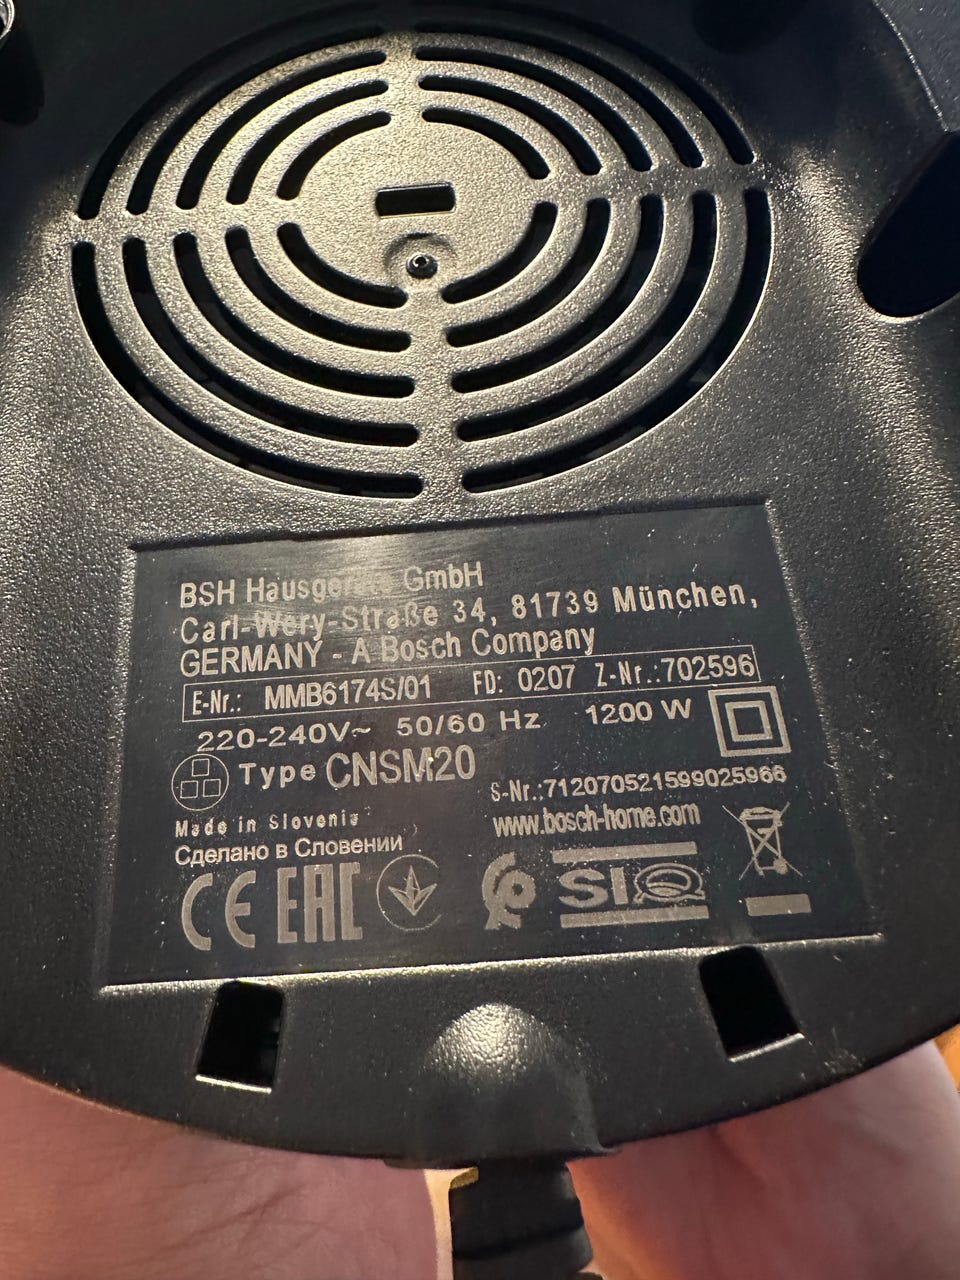 BSH Hausgeräte GmbH
Carl-Wery-Straße 34, 81739 München,
GERMANY - A Bosch Company
E-Nr.: MMB6174S/01 FD: 0207 Z-Nr.:702596
220-240V~ 50/60 Hz 1200 W
Type CNSM20
S-Nr.:712070521599025966
Made in Slovenia
www.bosch-home.com
Сделано в Словении
CE EAC SIQ